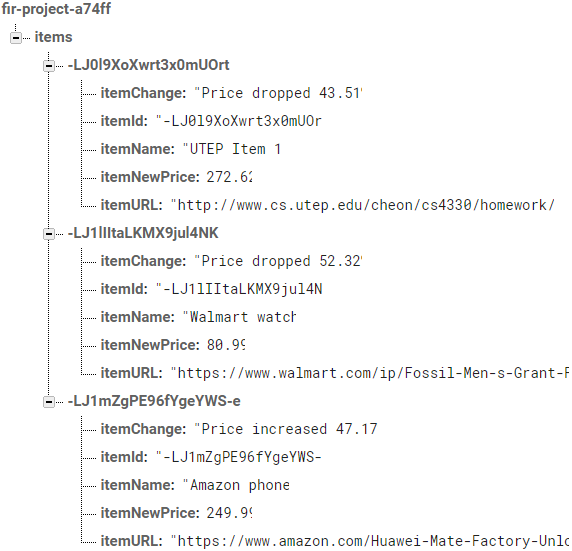 fir-project-a74ff
items
-LJ0l9XoXwrt3x0mUOrt
itemChange: "Price dropped 43.51%
itemId: "-LJ0l9XoXwrt3x0mUOr
itemName: "UTEP Item 1
itemNewPrice: 272.62
itemURL: "http://www.cs.utep.edu/cheon/cs4330/homework/
-LJ1lIItaLKMX9jul4NK
itemChange: "Price dropped 52.32%
itemId: "-LJ1lIItaLKMX9jul4N
itemName: "Walmart watch
itemNewPrice: 80.99
itemURL: "https://www.walmart.com/ip/Fossil-Men-s-Grant-F
-LJ1mZgPE96fYgeYWS-e
itemChange: "Price increased 47.17
itemId: "-LJ1mZgPE96fYgeYWS-
itemName: "Amazon phone
itemNewPrice: 249.99
itemURL: "https://www.amazon.com/Huawei-Mate-Factory-Unlo